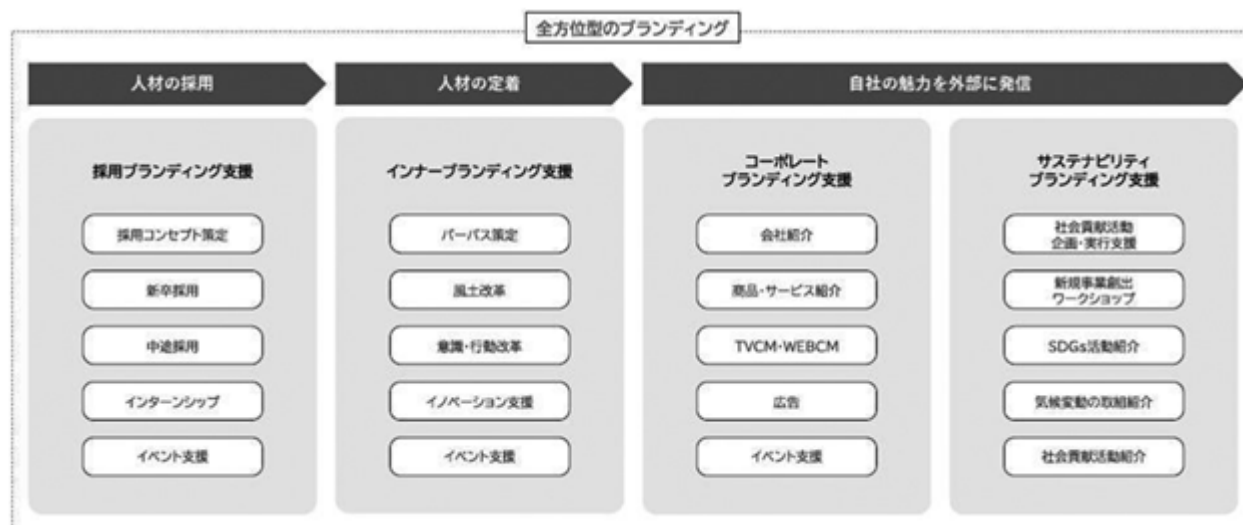 全方位型のブランディング
人材の採用
人材の定着
自社の魅力を外部に発信
採用ブランディング支援
採用コンセプト策定
新卒採用
中途採用
インターンシップ
イベント支援
インナーブランディング支援
パーパス策定
風土改革
意識・行動改革
イノベーション支援
イベント支援
コーポレート
ブランディング支援
会社紹介
商品・サービス紹介
TVCM・WEBCM
広告
イベント支援
サステナビリティ
ブランディング支援
社会貢献活動
企画・実行支援
新規事業創出
ワークショップ
SDGs活動紹介
気候変動の取組紹介
社会貢献活動紹介